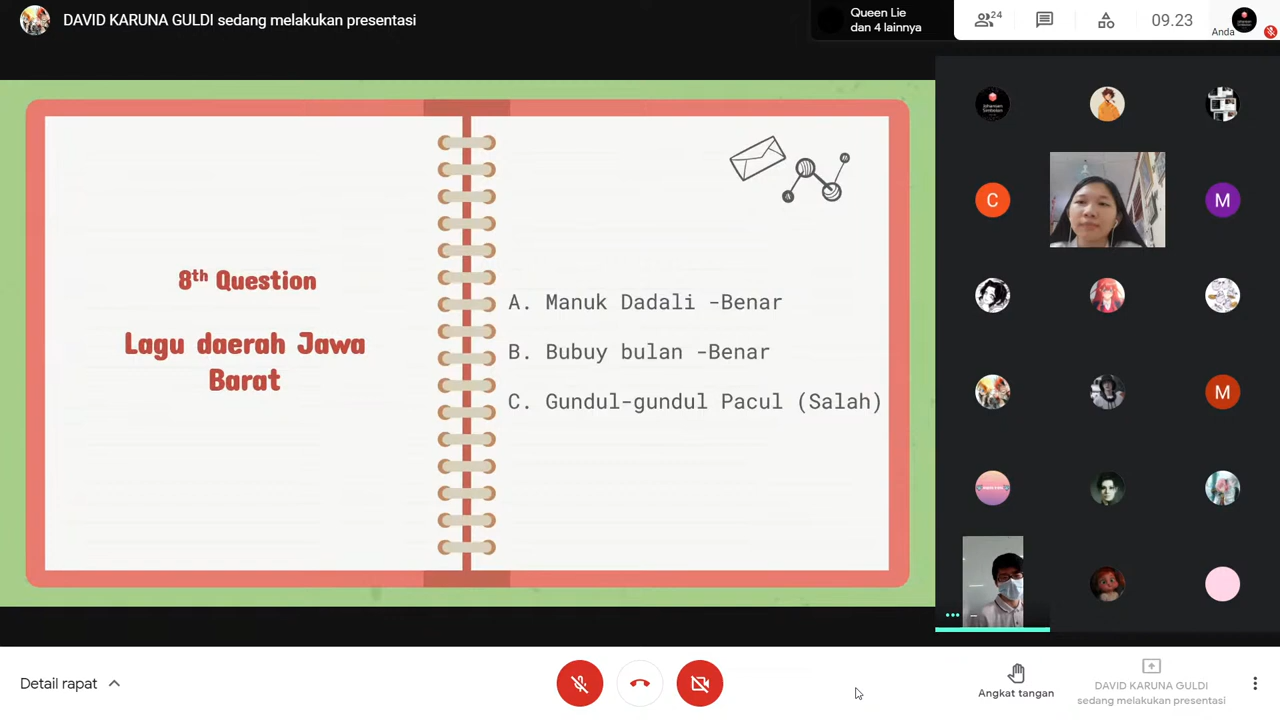 DAVID KARUNA GULDI sedang melakukan presentasi
Queen Lie
dan 4 lainnya
24
09.23
Anda
8th Question
Lagu daerah Jawa
Barat
A. Manuk Dadali -Benar
B. Bubuy bulan -Benar
C. Gundul-gundul Pacul (Salah)
C
M
M
Detail rapat
Angkat tangan
DAVID KARUNA GULDI
sedang melakukan presentasi